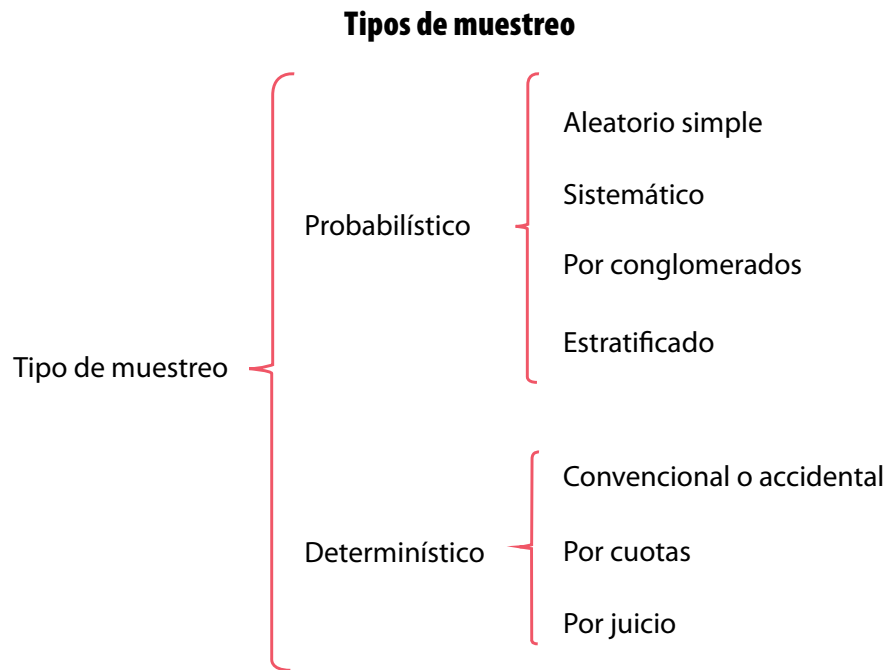 Tipos de muestreo
Aleatorio simple
Sistemático
Probabilístico
Por conglomerados
Estratificado
Tipo de muestreo
Convencional o accidental
Determinístico
Por cuotas
Por juicio